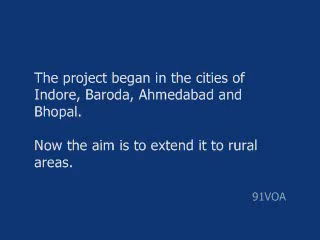 The project began in the cities of
Indore, Baroda, Ahmedabad and
Bhopal.
Now the aim is to extend it to rural
areas.
91VOA